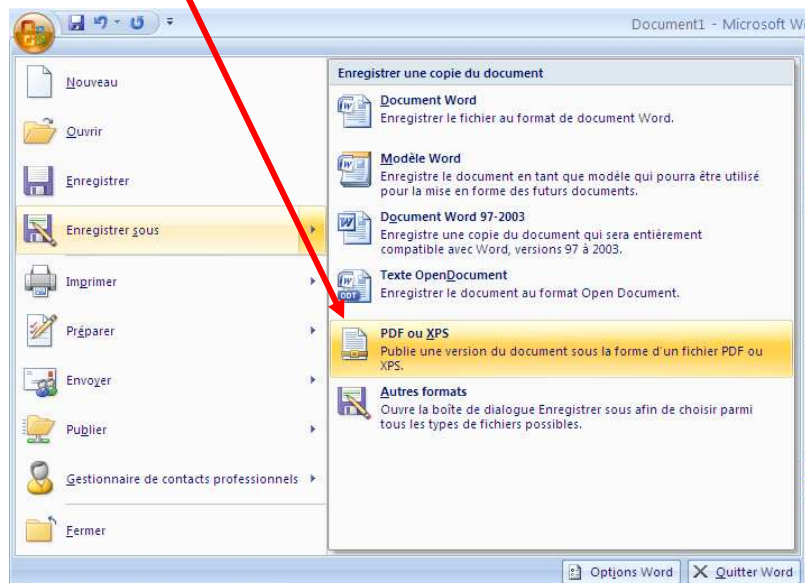 Document1 - Microsoft W
Nouveau
Ouvrir
Enregistrer
Enregistrer sous
Imprimer
Préparer
Envoyer
Publier
Gestionnaire de contacts professionnels
Fermer
Enregistrer une copie du document
Document Word
Enregistrer le fichier au format de document Word.
Modèle Word
Enregistre le document en tant que modèle qui pourra être utilisé
pour la mise en forme des futurs documents.
Document Word 97-2003
Enregistre une copie du document qui sera entièrement
compatible avec Word, versions 97 à 2003.
Texte OpenDocument
Enregistrer le document au format Open Document.
PDF ou XPS
Publie une version du document sous la forme d'un fichier PDF ou
XPS.
Autres formats
Ouvre la boîte de dialogue Enregistrer sous afin de choisir parmi
tous les types de fichiers possibles.
Options Word
Quitter Word